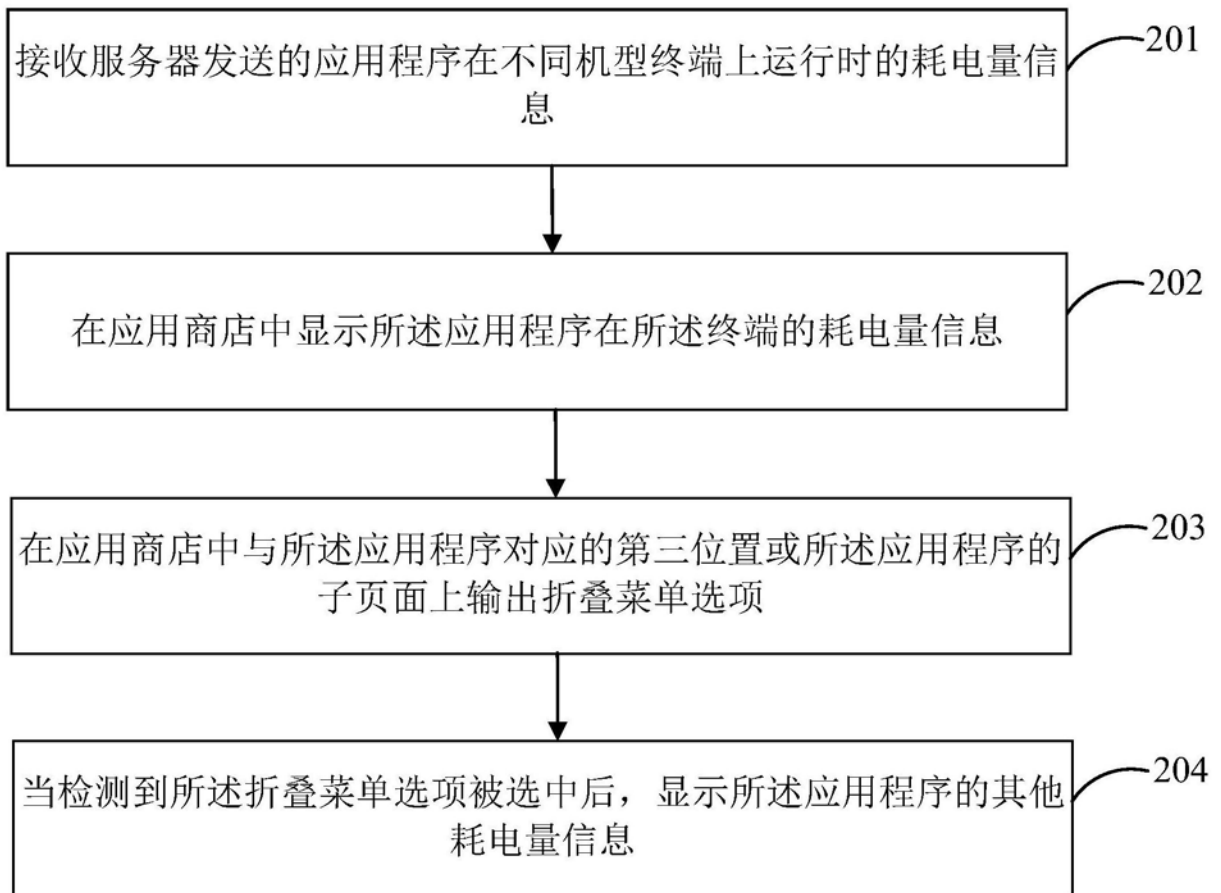 接收服务器发送的应用程序在不同机型终端上运行时的耗电量信
息
201
在应用商店中显示所述应用程序在所述终端的耗电量信息
202
在应用商店中与所述应用程序对应的第三位置或所述应用程序的
子页面上输出折叠菜单选项
203
当检测到所述折叠菜单选项被选中后，显示所述应用程序的其他
耗电量信息
204